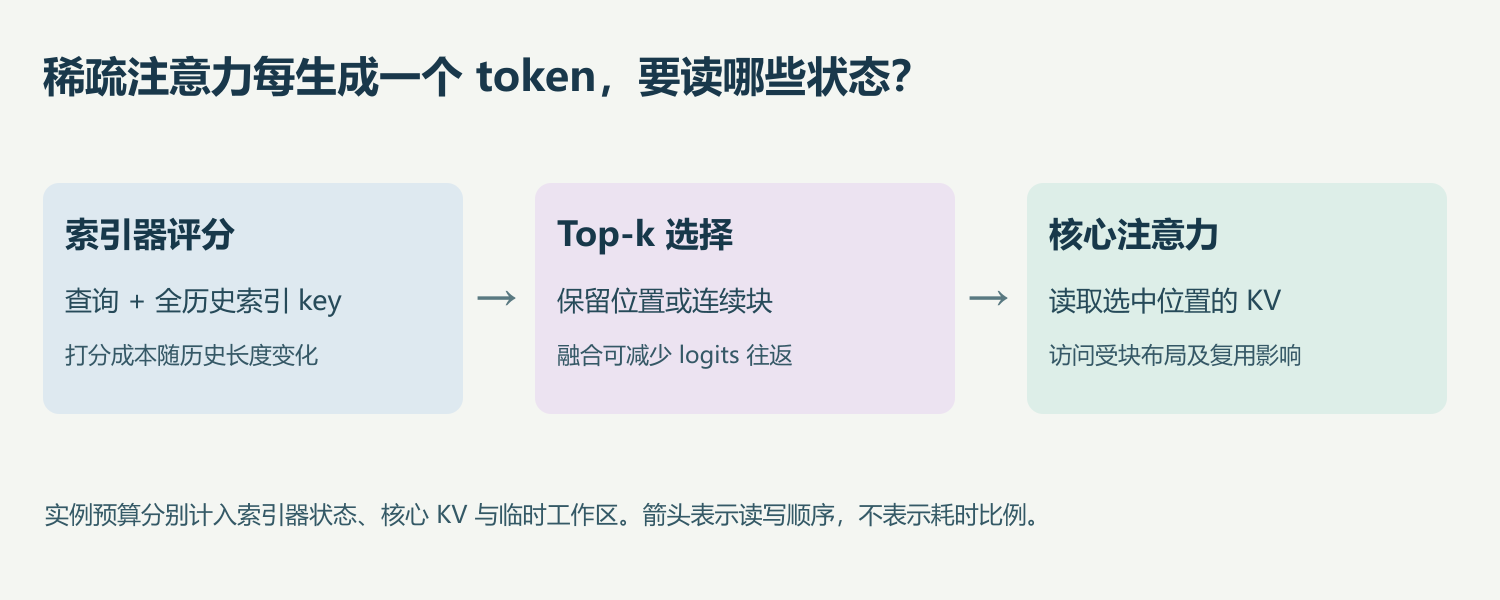 稀疏注意力每生成一个 token，要读哪些状态？
索引器评分
查询 + 全历史索引 key
打分成本随历史长度变化
→
Top-k 选择
保留位置或连续块
融合可减少 logits 往返
→
核心注意力
读取选中位置的 KV
访问受块布局及复用影响
实例预算分别计入索引器状态、核心 KV 与临时工作区。箭头表示读写顺序，不表示耗时比例。